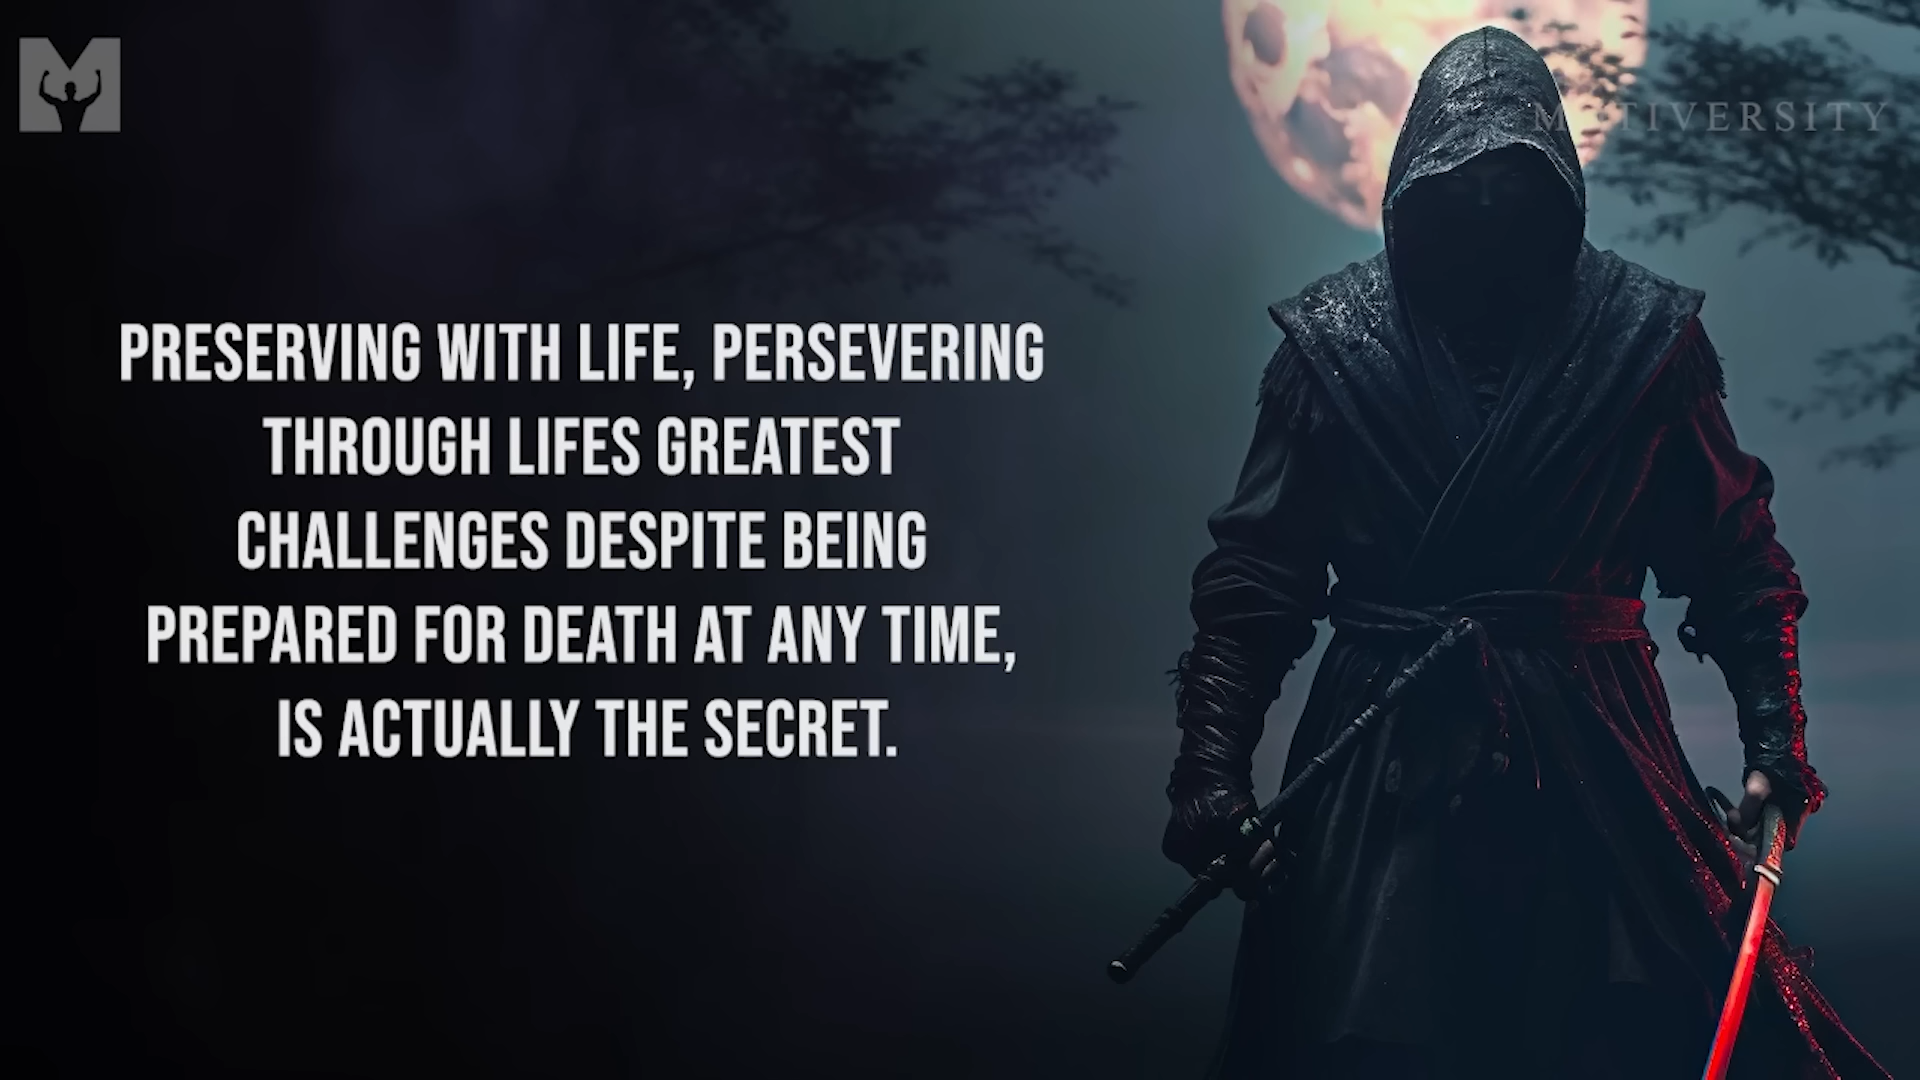 M
MOTIVERSITY
PRESERVING WITH LIFE, PERSEVERING
THROUGH LIFES GREATEST
CHALLENGES DESPITE BEING
PREPARED FOR DEATH AT ANY TIME,
IS ACTUALLY THE SECRET.